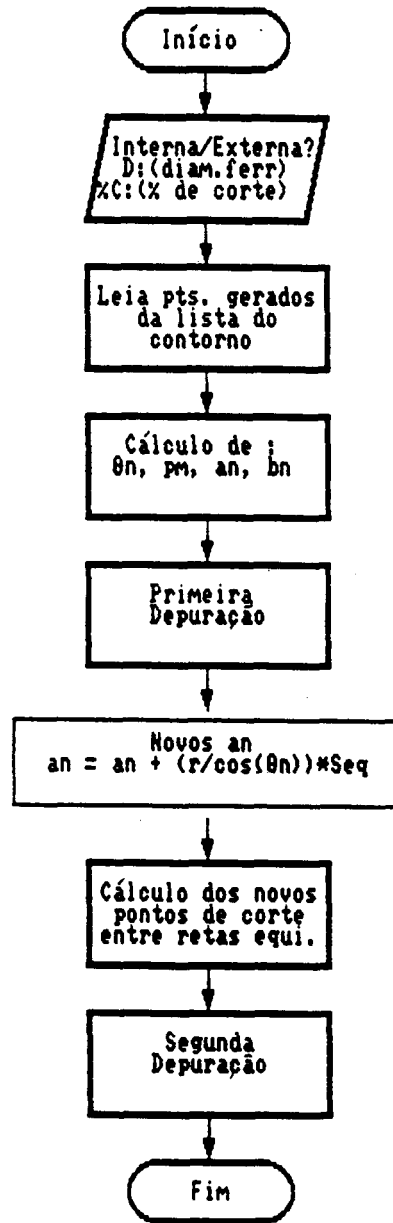 Início
Interna/Externa?
D:(diam.ferr)
%C:(% de corte)
Leia pts. gerados
da lista do
contorno
Cálculo de :
θn, pm, an, bn
Primeira
Depuração
Novos an
an = an + (r/cos(θn))*Seq
Cálculo dos novos
pontos de corte
entre retas equi.
Segunda
Depuração
Fim